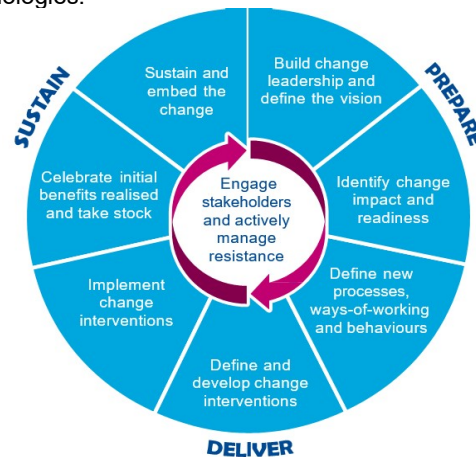 nologies.
SUSTAIN
PREPARE
DELIVER
Build change
leadership and
define the vision
Identify change
impact and
readiness
Define new
processes,
ways-of-working
and behaviours
Define and
develop change
interventions
Implement
change
interventions
Celebrate initial
benefits realised
and take stock
Sustain and
embed the
change
Engage
stakeholders
and actively
manage
resistance